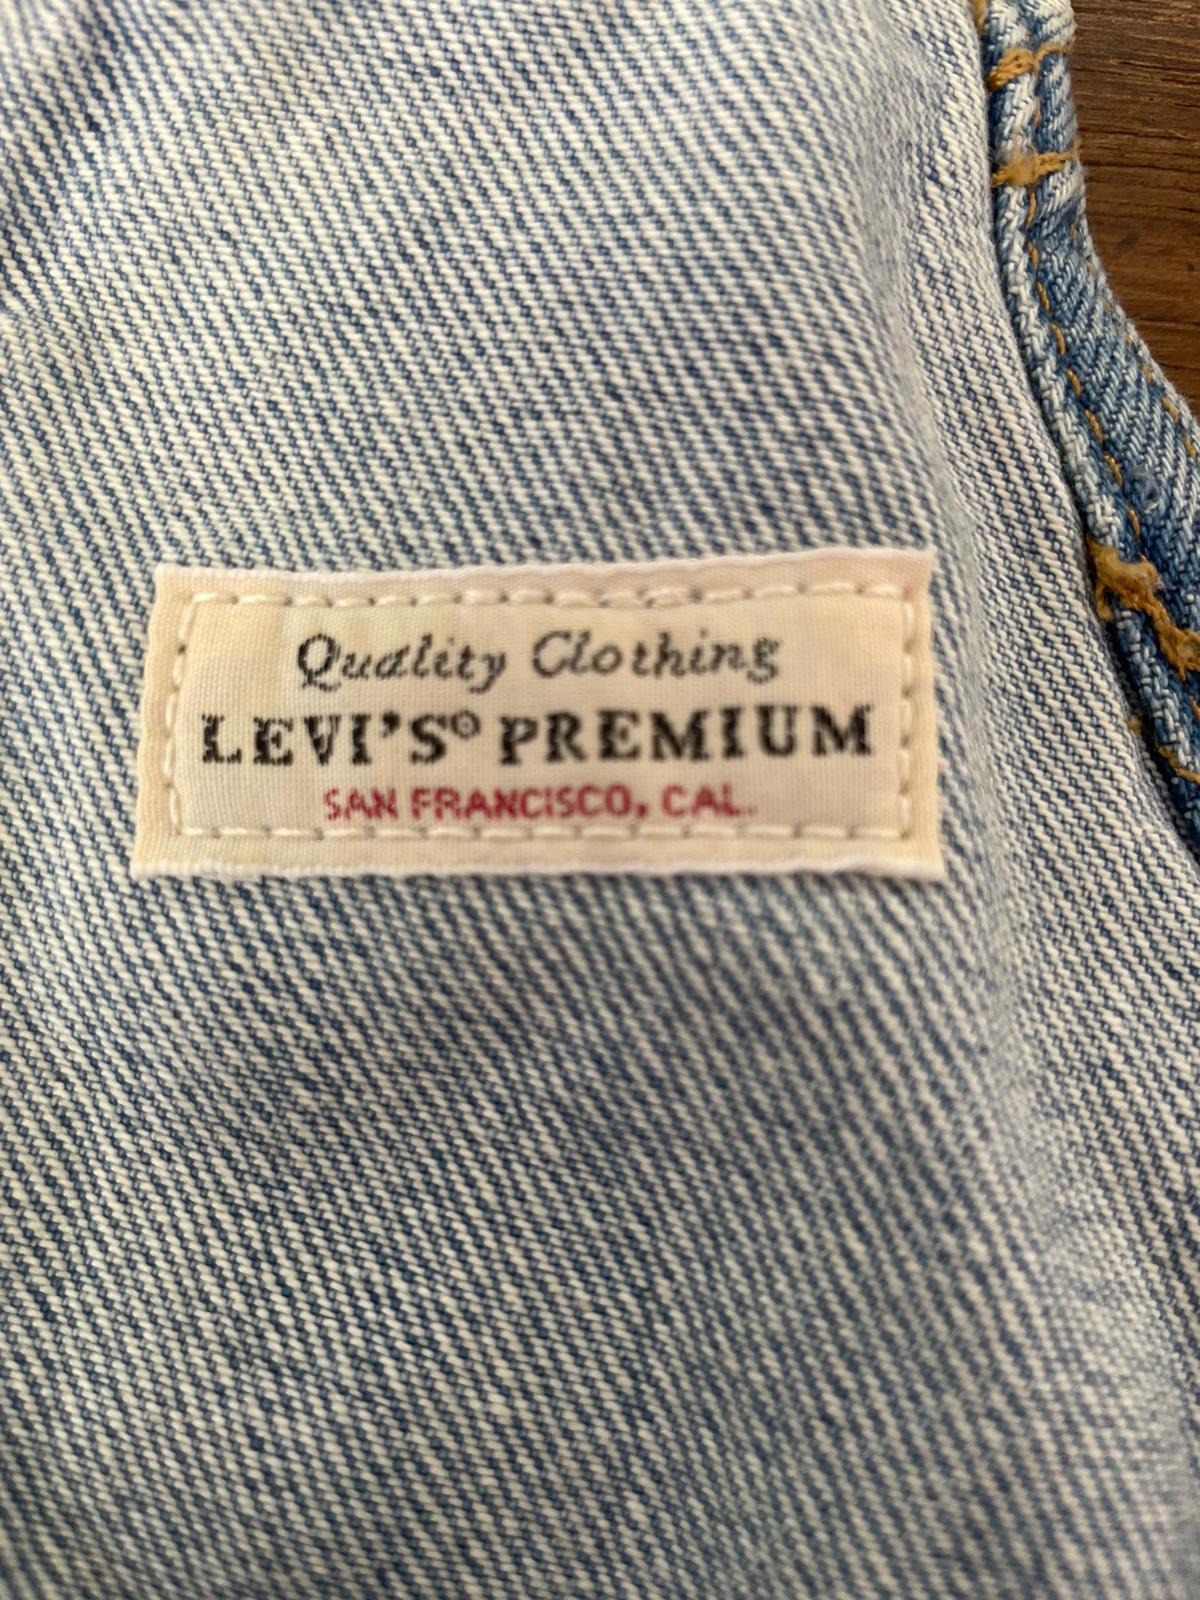 Quality Clothing
LEVI'S® PREMIUM
SAN FRANCISCO, CAL.